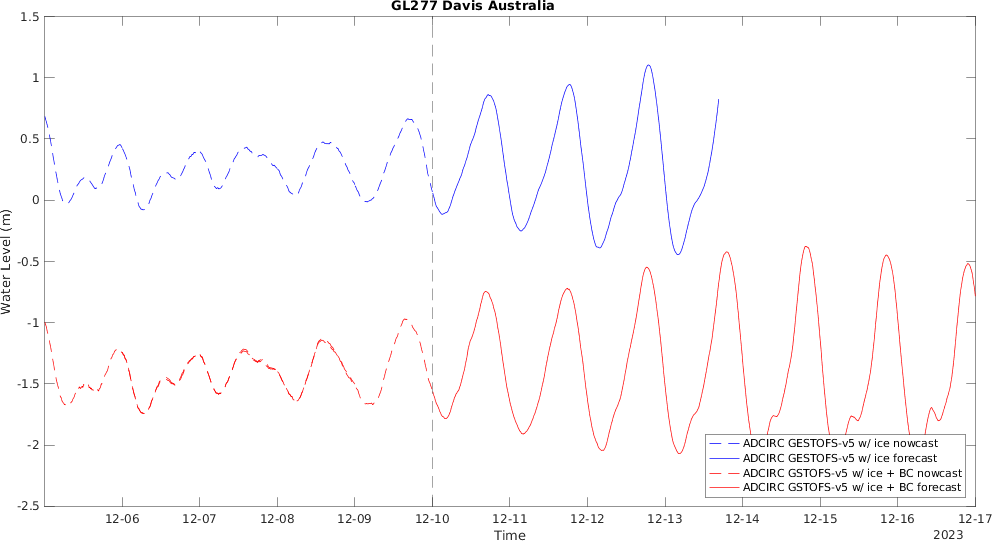 GL277 Davis Australia
Water Level (m)
1.5
1
0.5
0
-0.5
-1
-1.5
-2
-2.5
ADCIRC GESTOFS-v5 w/ ice nowcast
ADCIRC GESTOFS-v5 w/ ice forecast
ADCIRC GSTOFS-v5 w/ ice + BC nowcast
ADCIRC GSTOFS-v5 w/ ice + BC forecast
12-06 12-07 12-08 12-09 12-10 12-11 12-12 12-13 12-14 12-15 12-16 12-17
Time
2023